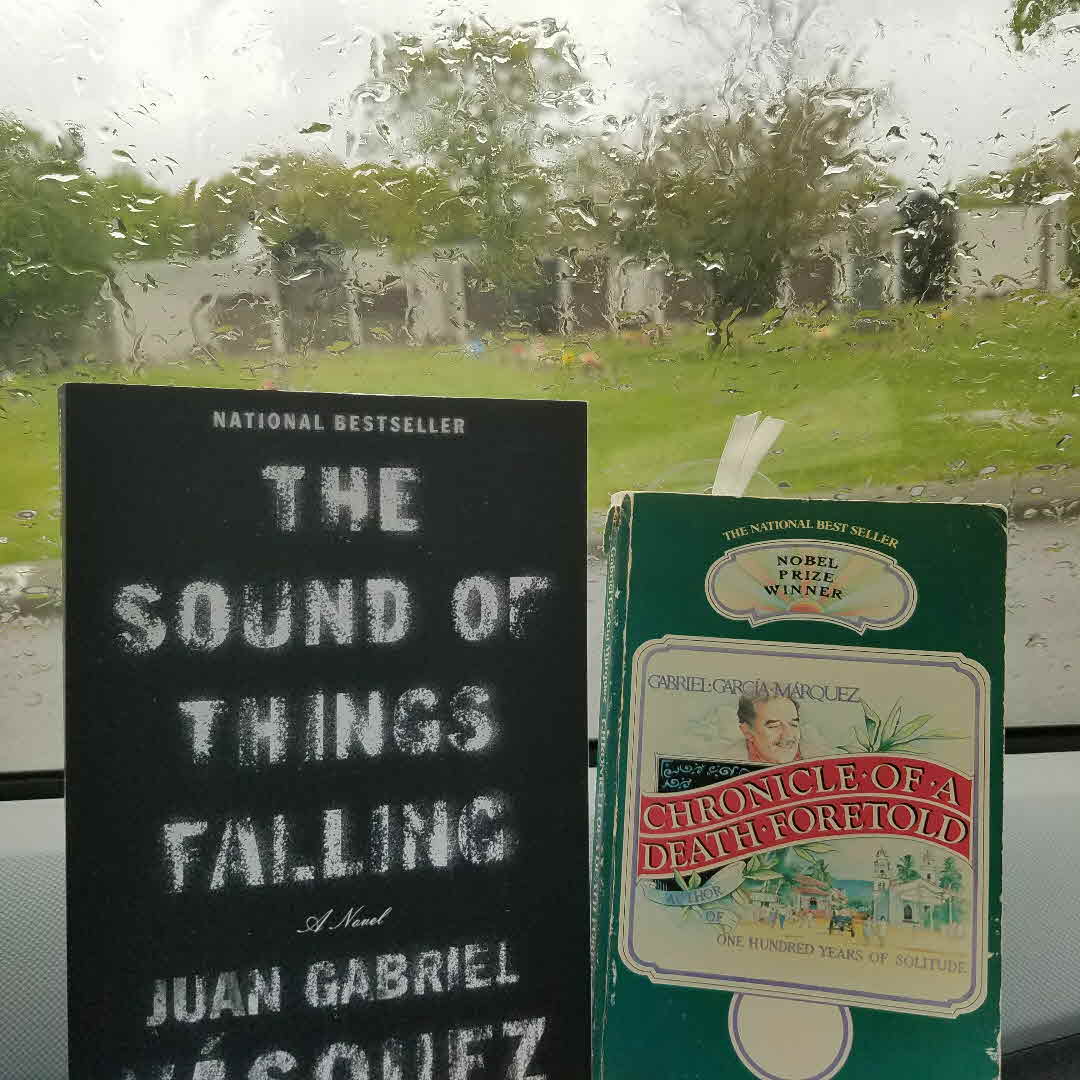 NATIONAL BESTSELLER
THE
SOUND OF
THINGS
FALLING
A Novel
JUAN GABRIEL
VÁSQUEZ
THE NATIONAL BEST SELLER
NOBEL
PRIZE
WINNER
GABRIEL·GARCÍA·MÁRQUEZ
CHRONICLE·OF·A
DEATH·FORETOLD
AUTHOR
OF
ONE HUNDRED YEARS OF SOLITUDE